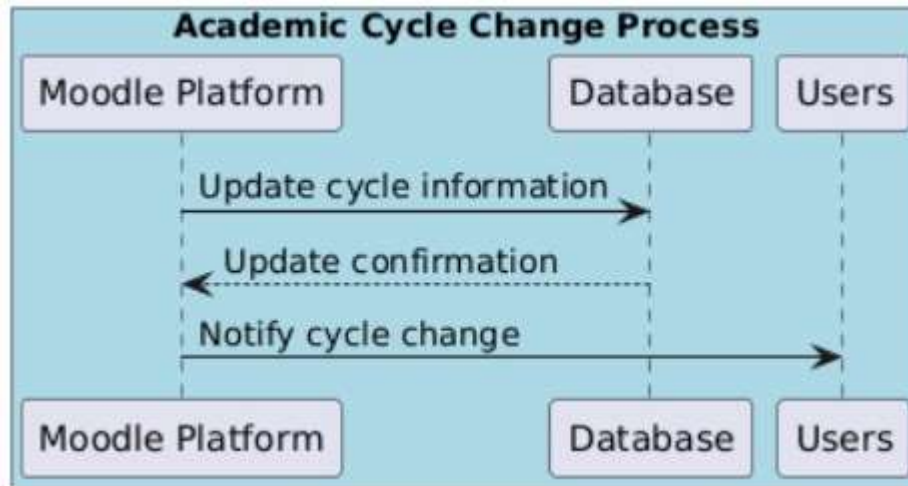 Academic Cycle Change Process
Moodle Platform Database Users
Update cycle information
Update confirmation
Notify cycle change
Moodle Platform Database Users